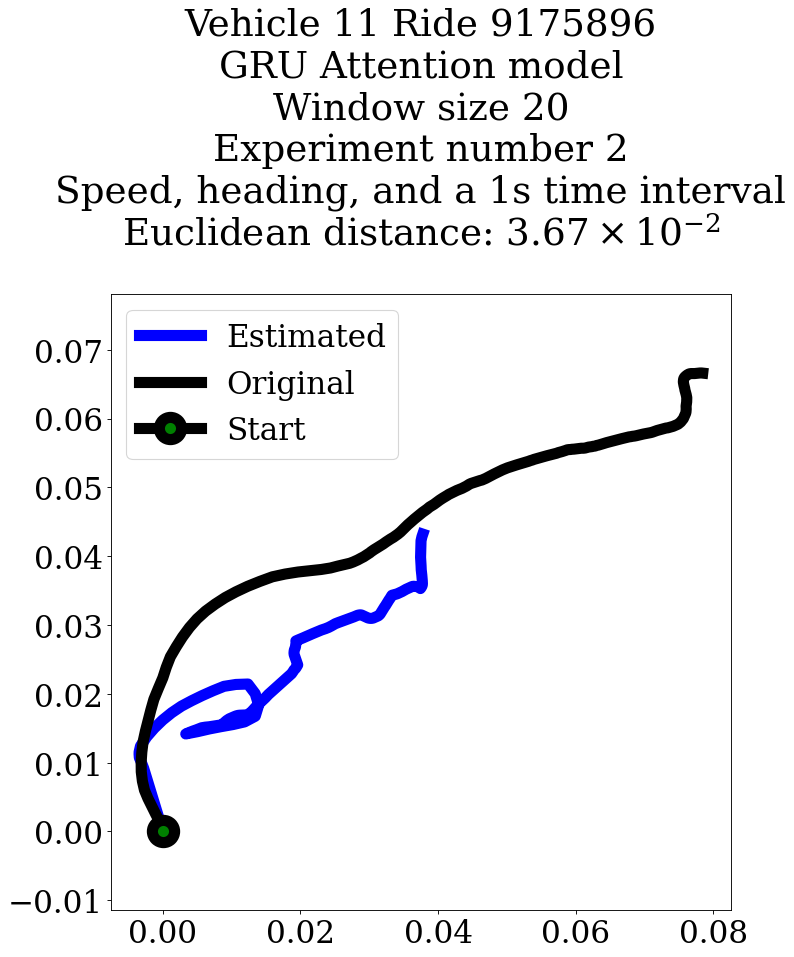 Vehicle 11 Ride 9175896
GRU Attention model
Window size 20
Experiment number 2
Speed, heading, and a 1s time interval
Euclidean distance: 3.67 × 10⁻²
Estimated
Original
Start
0.07
0.06
0.05
0.04
0.03
0.02
0.01
0.00
−0.01
0.00 0.02 0.04 0.06 0.08